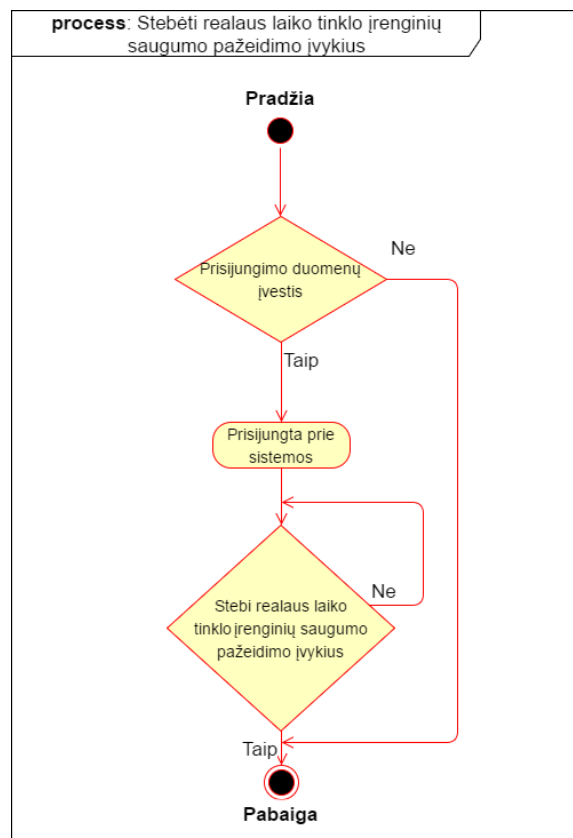 process: Stebėti realaus laiko tinklo įrenginių
saugumo pažeidimo įvykius
Pradžia
Prisijungimo duomenų
įvestis
Ne
Taip
Prisijungta prie
sistemos
Ne
Stebi realaus laiko
tinklo įrenginių saugumo
pažeidimo įvykius
Taip
Pabaiga